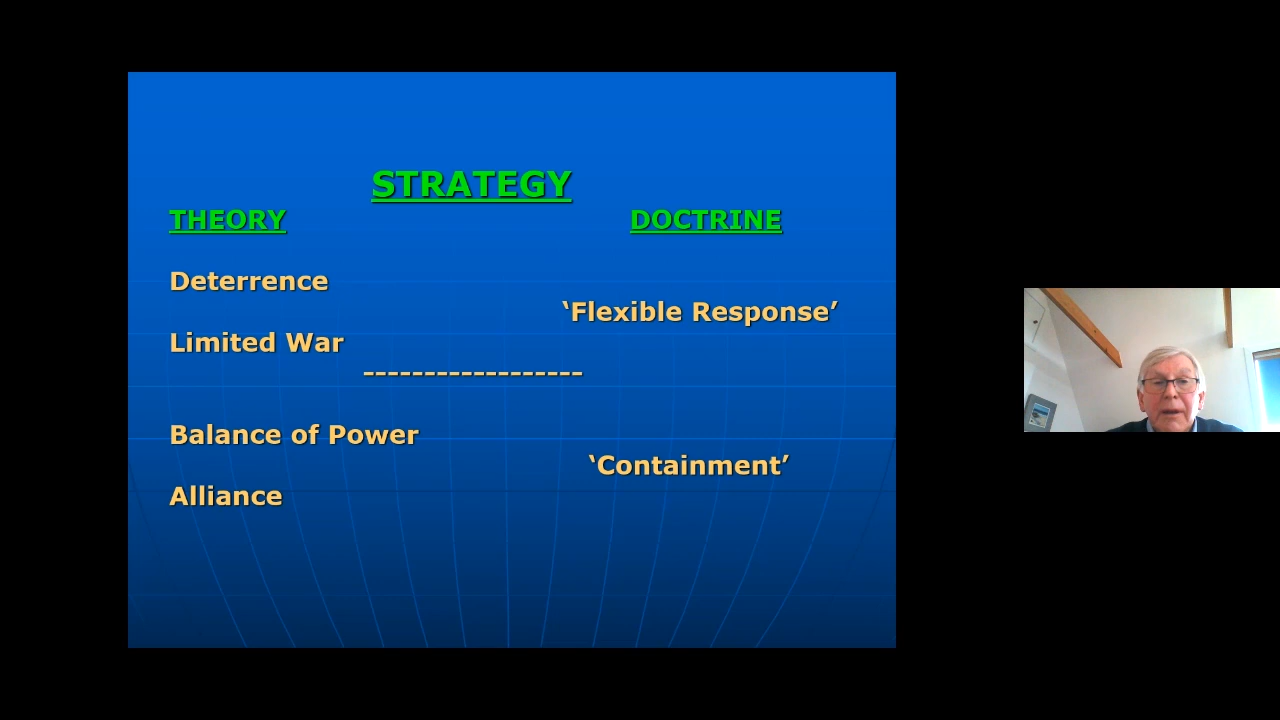 STRATEGY
THEORY DOCTRINE
Deterrence
‘Flexible Response’
Limited War
------------------
Balance of Power
‘Containment’
Alliance